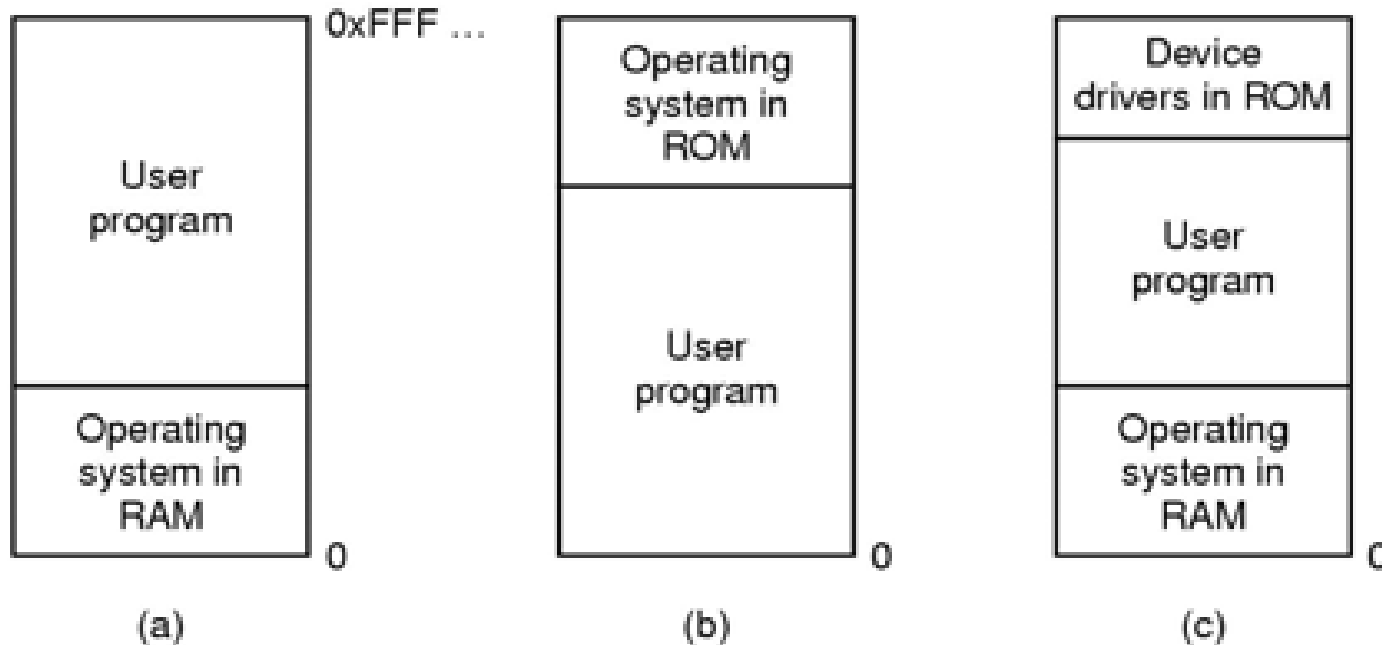 0xFFF ...
User
program
Operating
system in
RAM
0
(a)
Operating
system in
ROM
User
program
0
(b)
Device
drivers in ROM
User
program
Operating
system in
RAM
0
(c)